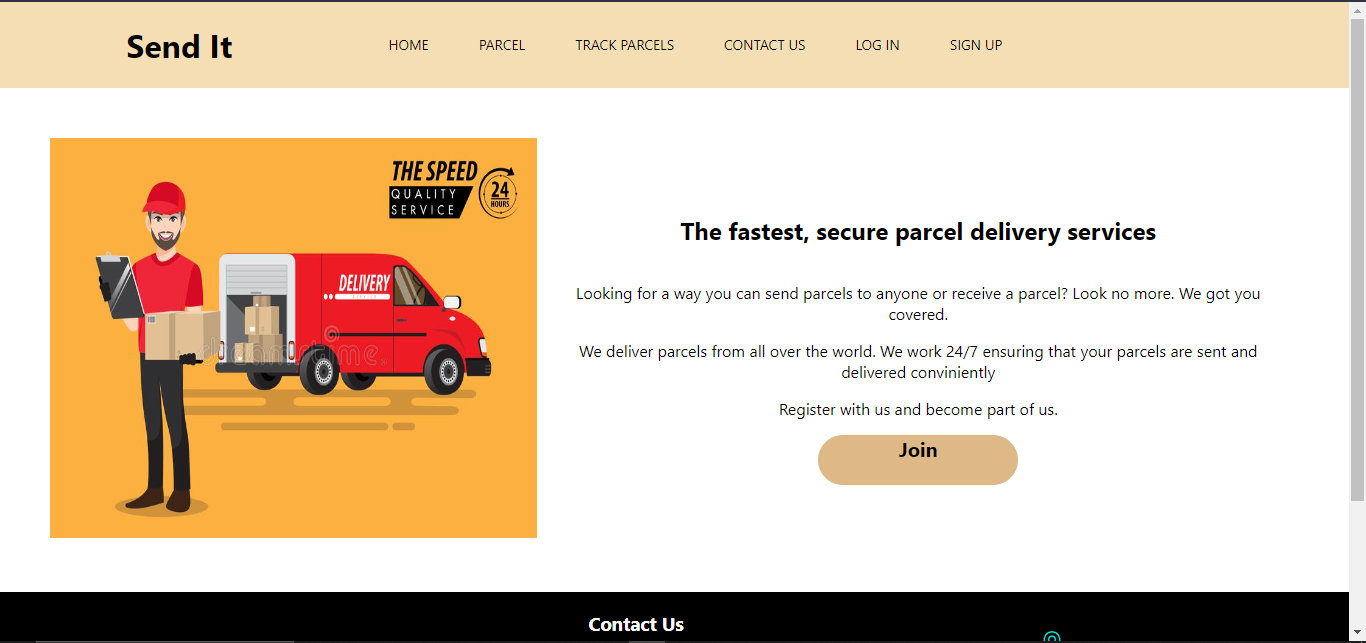 Send It
HOME PARCEL TRACK PARCELS CONTACT US LOG IN SIGN UP
THE SPEED
QUALITY
SERVICE
24
HOURS
DELIVERY
dreamstime.
The fastest, secure parcel delivery services
Looking for a way you can send parcels to anyone or receive a parcel? Look no more. We got you
covered.
We deliver parcels from all over the world. We work 24/7 ensuring that your parcels are sent and
delivered conviniently
Register with us and become part of us.
Join
Contact Us